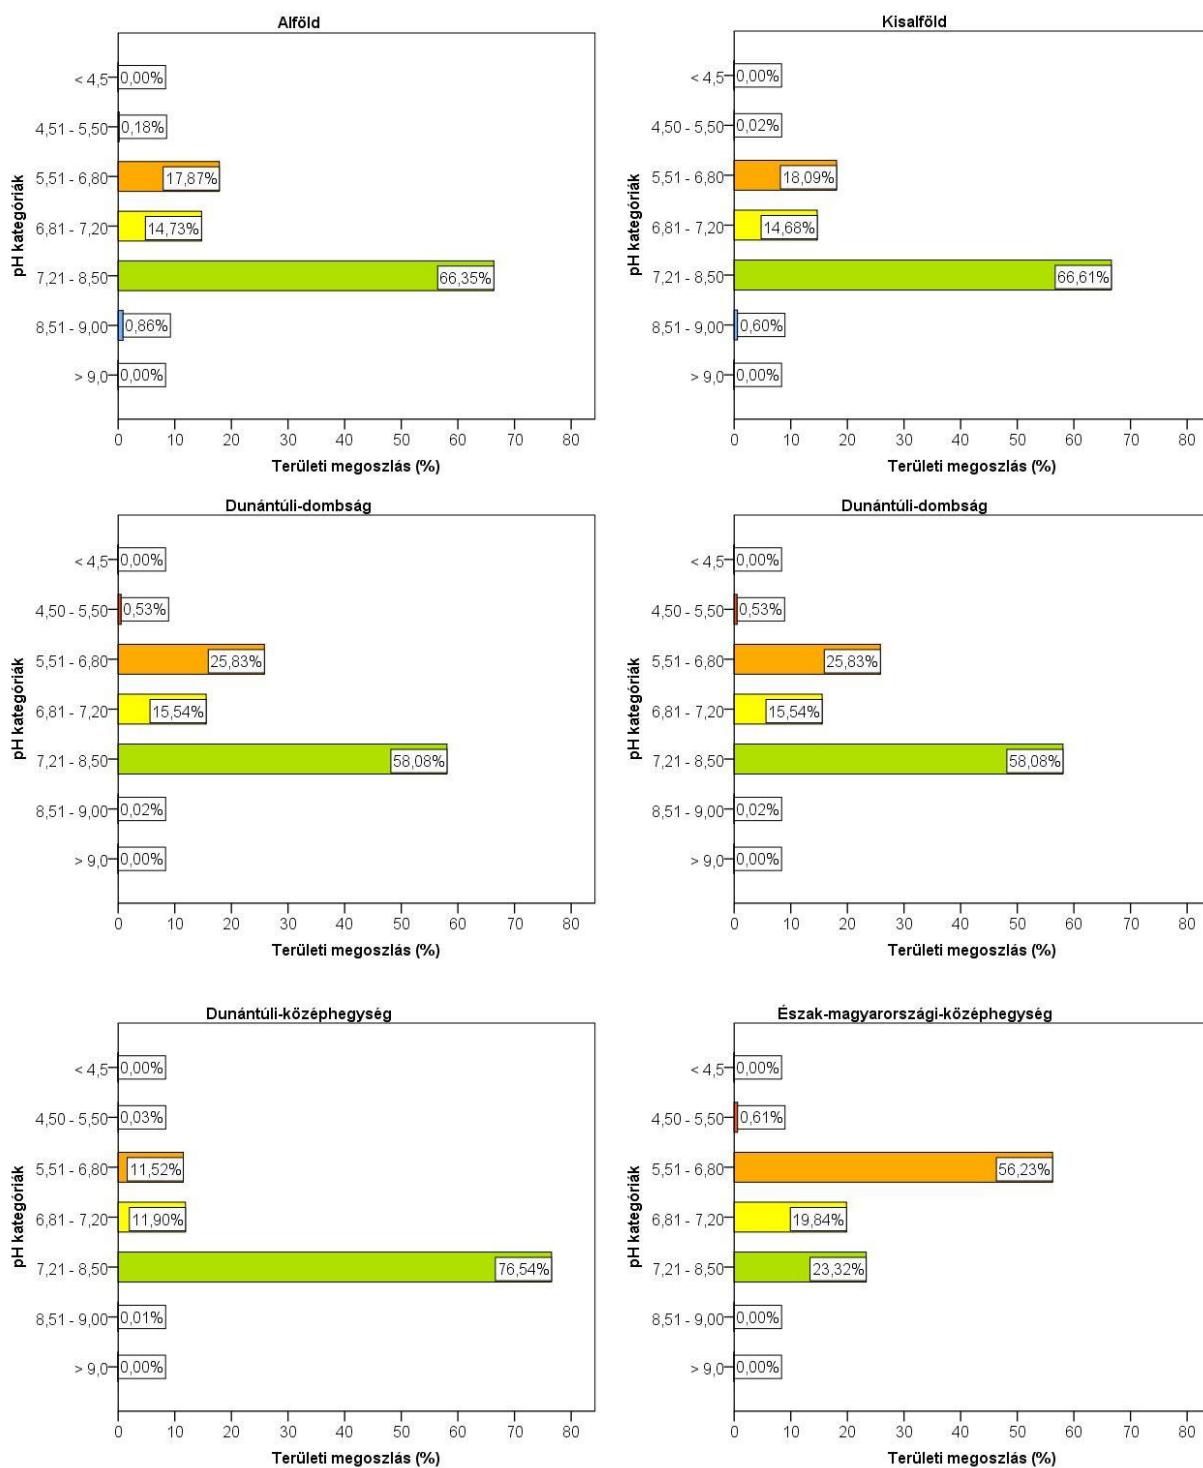 Alföld
pH kategóriák
< 4,5 0,00%
4,51 - 5,50 0,18%
5,51 - 6,80 17,87%
6,81 - 7,20 14,73%
7,21 - 8,50 66,35%
8,51 - 9,00 0,86%
> 9,0 0,00%
0 10 20 30 40 50 60 70 80
Területi megoszlás (%)
Kisalföld
pH kategóriák
< 4,5 0,00%
4,50 - 5,50 0,02%
5,51 - 6,80 18,09%
6,81 - 7,20 14,68%
7,21 - 8,50 66,61%
8,51 - 9,00 0,60%
> 9,0 0,00%
0 10 20 30 40 50 60 70 80
Területi megoszlás (%)
Dunántúli-dombság
pH kategóriák
< 4,5 0,00%
4,50 - 5,50 0,53%
5,51 - 6,80 25,83%
6,81 - 7,20 15,54%
7,21 - 8,50 58,08%
8,51 - 9,00 0,02%
> 9,0 0,00%
0 10 20 30 40 50 60 70 80
Területi megoszlás (%)
Dunántúli-dombság
pH kategóriák
< 4,5 0,00%
4,50 - 5,50 0,53%
5,51 - 6,80 25,83%
6,81 - 7,20 15,54%
7,21 - 8,50 58,08%
8,51 - 9,00 0,02%
> 9,0 0,00%
0 10 20 30 40 50 60 70 80
Területi megoszlás (%)
Dunántúli-középhegység
pH kategóriák
< 4,5 0,00%
4,50 - 5,50 0,03%
5,51 - 6,80 11,52%
6,81 - 7,20 11,90%
7,21 - 8,50 76,54%
8,51 - 9,00 0,01%
> 9,0 0,00%
0 10 20 30 40 50 60 70 80
Területi megoszlás (%)
Észak-magyarországi-középhegység
pH kategóriák
< 4,5 0,00%
4,50 - 5,50 0,61%
5,51 - 6,80 56,23%
6,81 - 7,20 19,84%
7,21 - 8,50 23,32%
8,51 - 9,00 0,00%
> 9,0 0,00%
0 10 20 30 40 50 60 70 80
Területi megoszlás (%)